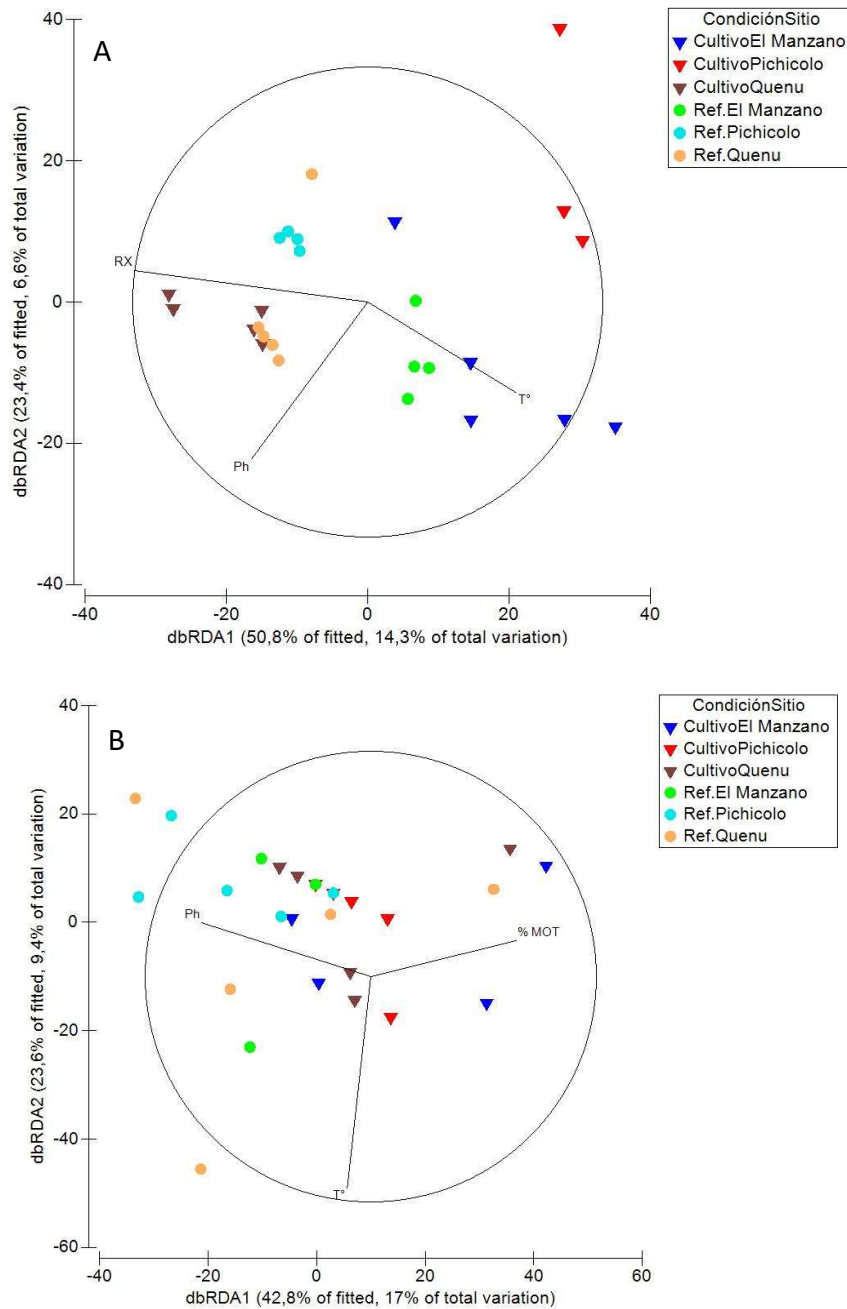 A
CondiciónSitio
CultivoEl Manzano
CultivoPichicolo
CultivoQuenu
Ref.El Manzano
Ref.Pichicolo
Ref.Quenu
40
20
0
-20
-40
dbRDA2 (23,4% of fitted, 6,6% of total variation)
RX
Ph
T°
-40 -20 0 20 40
dbRDA1 (50,8% of fitted, 14,3% of total variation)
B
CondiciónSitio
CultivoEl Manzano
CultivoPichicolo
CultivoQuenu
Ref.El Manzano
Ref.Pichicolo
Ref.Quenu
40
20
0
-20
-40
-60
dbRDA2 (23,6% of fitted, 9,4% of total variation)
Ph
% MOT
T°
-40 -20 0 20 40 60
dbRDA1 (42,8% of fitted, 17% of total variation)